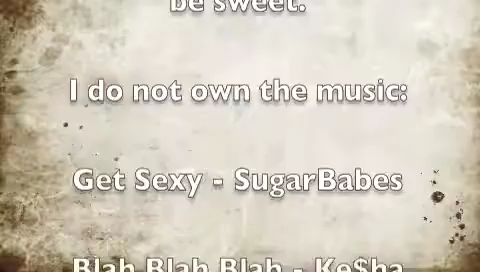 be sweet.
I do not own the music:
Get Sexy - SugarBabes
Blah Blah Blah - Ke$ha